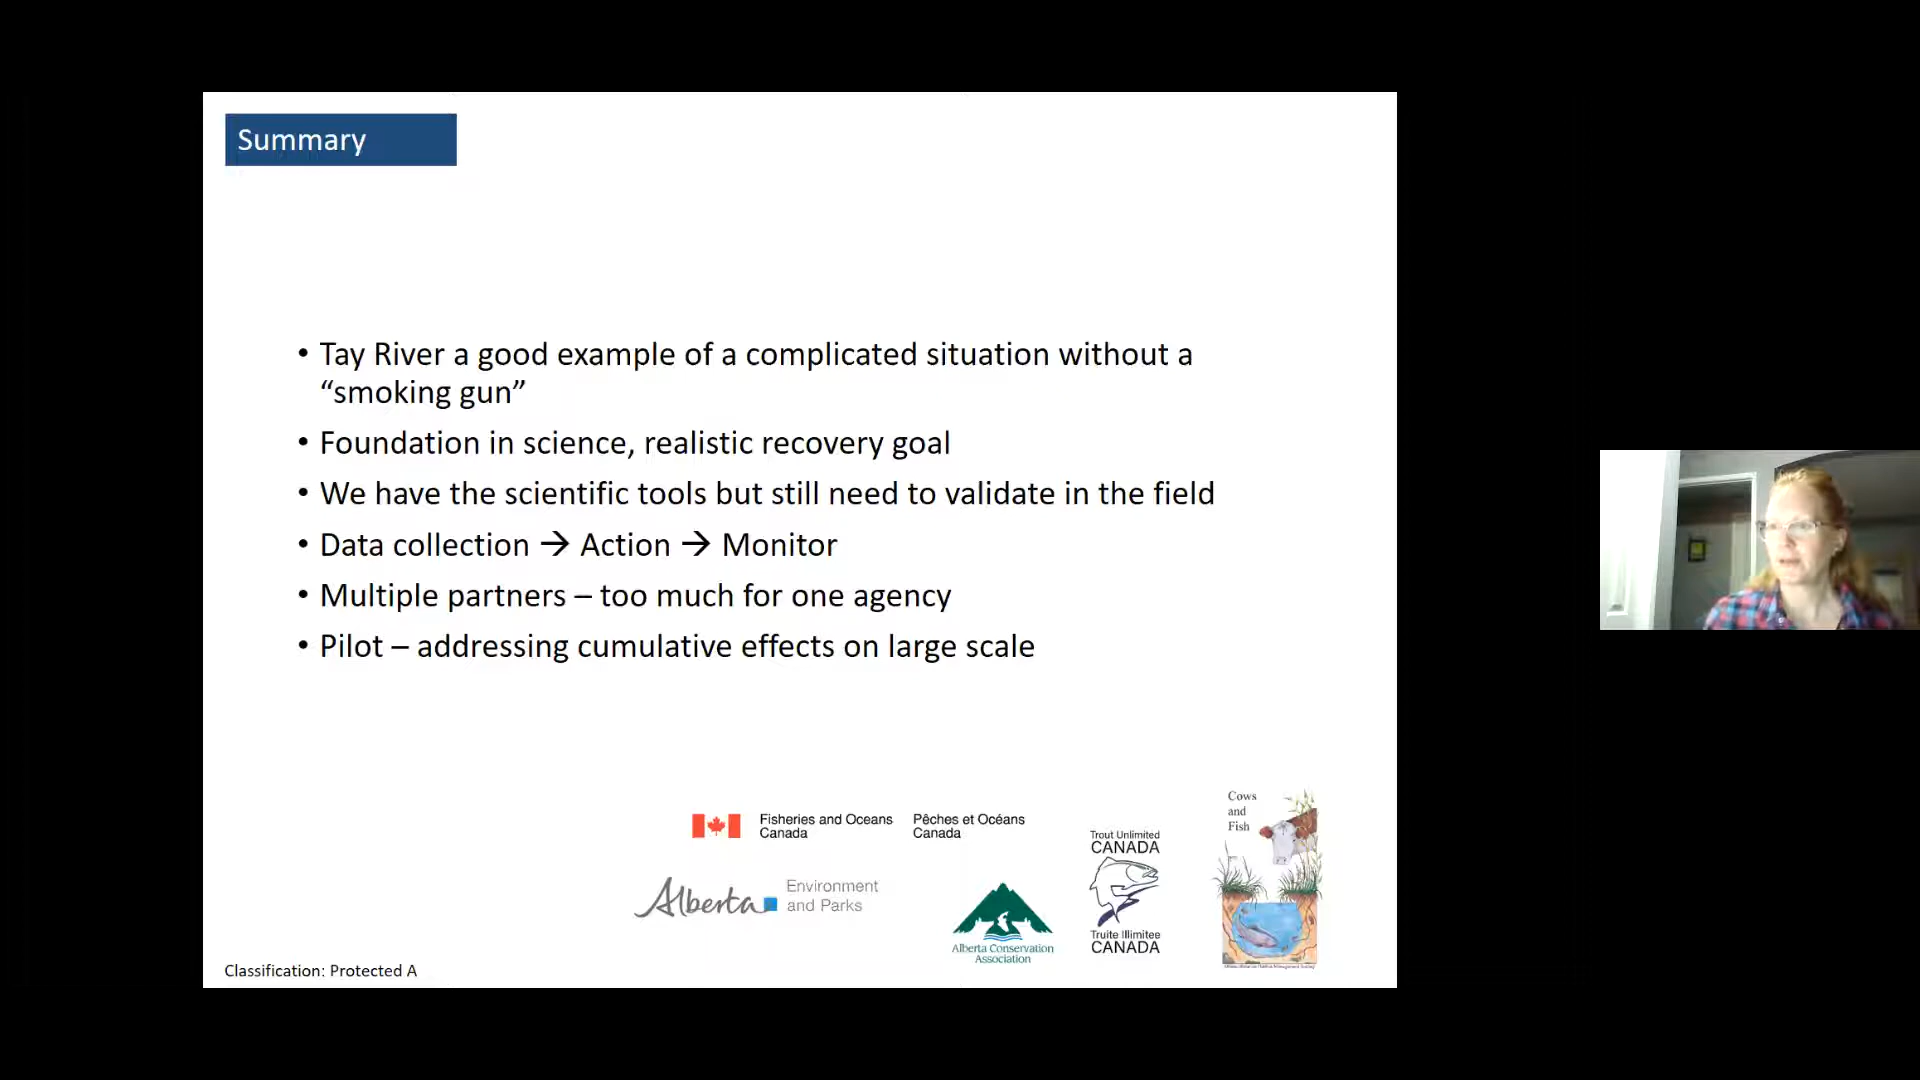 Summary
• Tay River a good example of a complicated situation without a
“smoking gun”
• Foundation in science, realistic recovery goal
• We have the scientific tools but still need to validate in the field
• Data collection → Action → Monitor
• Multiple partners – too much for one agency
• Pilot – addressing cumulative effects on large scale
Fisheries and Oceans
Canada
Pêches et Océans
Canada
Alberta
Environment
and Parks
Alberta Conservation
Association
Trout Unlimited
CANADA
Truite Illimitee
CANADA
Cows
and
Fish
Classification: Protected A